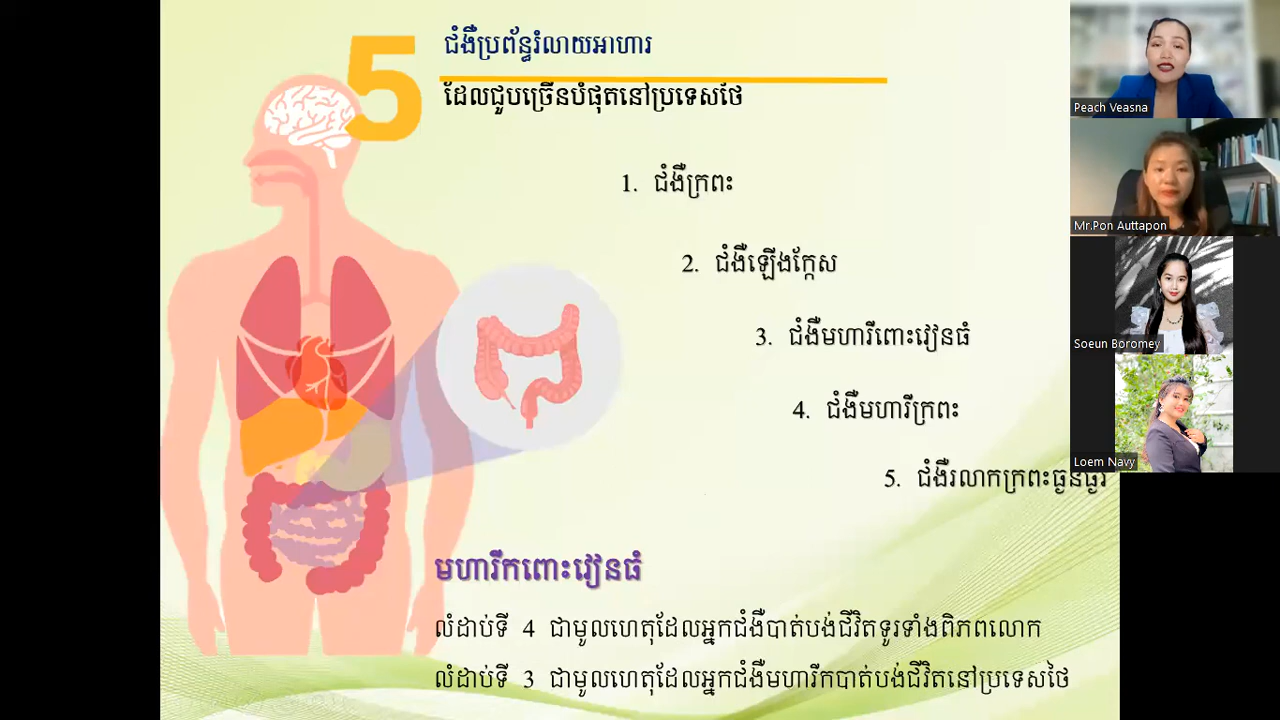 5
ជំងឺប្រព័ន្ធរំលាយអាហារ
ដែលជួបច្រើនបំផុតនៅប្រទេសថៃ
1. ជំងឺក្រពះ
2. ជំងឺឡើងក្តែស
3. ជំងឺមហារីពោះវៀនធំ
4. ជំងឺមហារីក្រពះ
5. ជំងឺរលាកក្រពះធ្ងន់ធ្ងរ
មហារីកពោះវៀនធំ
លំដាប់ទី 4 ជាមូលហេតុដែលអ្នកជំងឺបាត់បង់ជីវិតទូរទាំងពិភពលោក
លំដាប់ទី 3 ជាមូលហេតុដែលអ្នកជំងឺមហារីកបាត់បង់ជីវិតនៅប្រទេសថៃ
Peach Veasna
Mr.Pon Auttapon
Soeun Boromey
Loem Navy